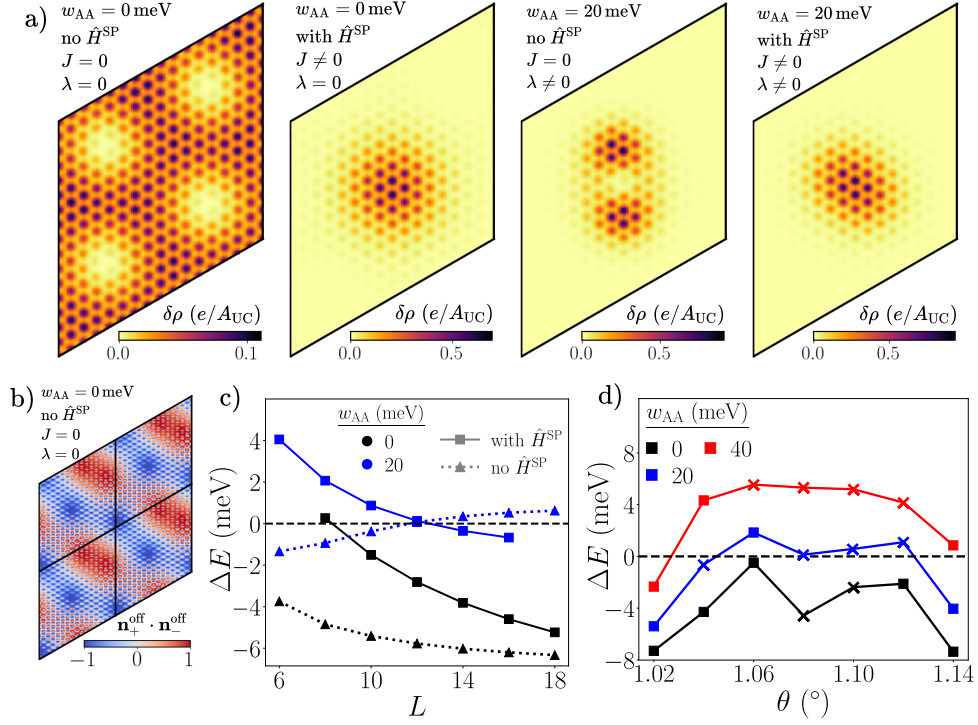 a)
w_AA = 0 meV
no Ĥ^SP
J = 0
λ = 0
δρ (e/A_UC)
0.0 0.1
w_AA = 0 meV
with Ĥ^SP
J ≠ 0
λ = 0
δρ (e/A_UC)
0.0 0.5
w_AA = 20 meV
no Ĥ^SP
J = 0
λ ≠ 0
δρ (e/A_UC)
0.0 0.5
w_AA = 20 meV
with Ĥ^SP
J ≠ 0
λ ≠ 0
δρ (e/A_UC)
0.0 0.5
b)
w_AA = 0 meV
no Ĥ^SP
J = 0
λ = 0
n_+^off · n_-^off
−1 0 1
c)
w_AA (meV)
0
20
with Ĥ^SP
no Ĥ^SP
ΔE (meV)
4
2
0
−2
−4
−6
6 10 14 18
L
d)
w_AA (meV)
0
40
20
ΔE (meV)
8
4
0
−4
−8
1.02 1.06 1.10 1.14
θ (°)